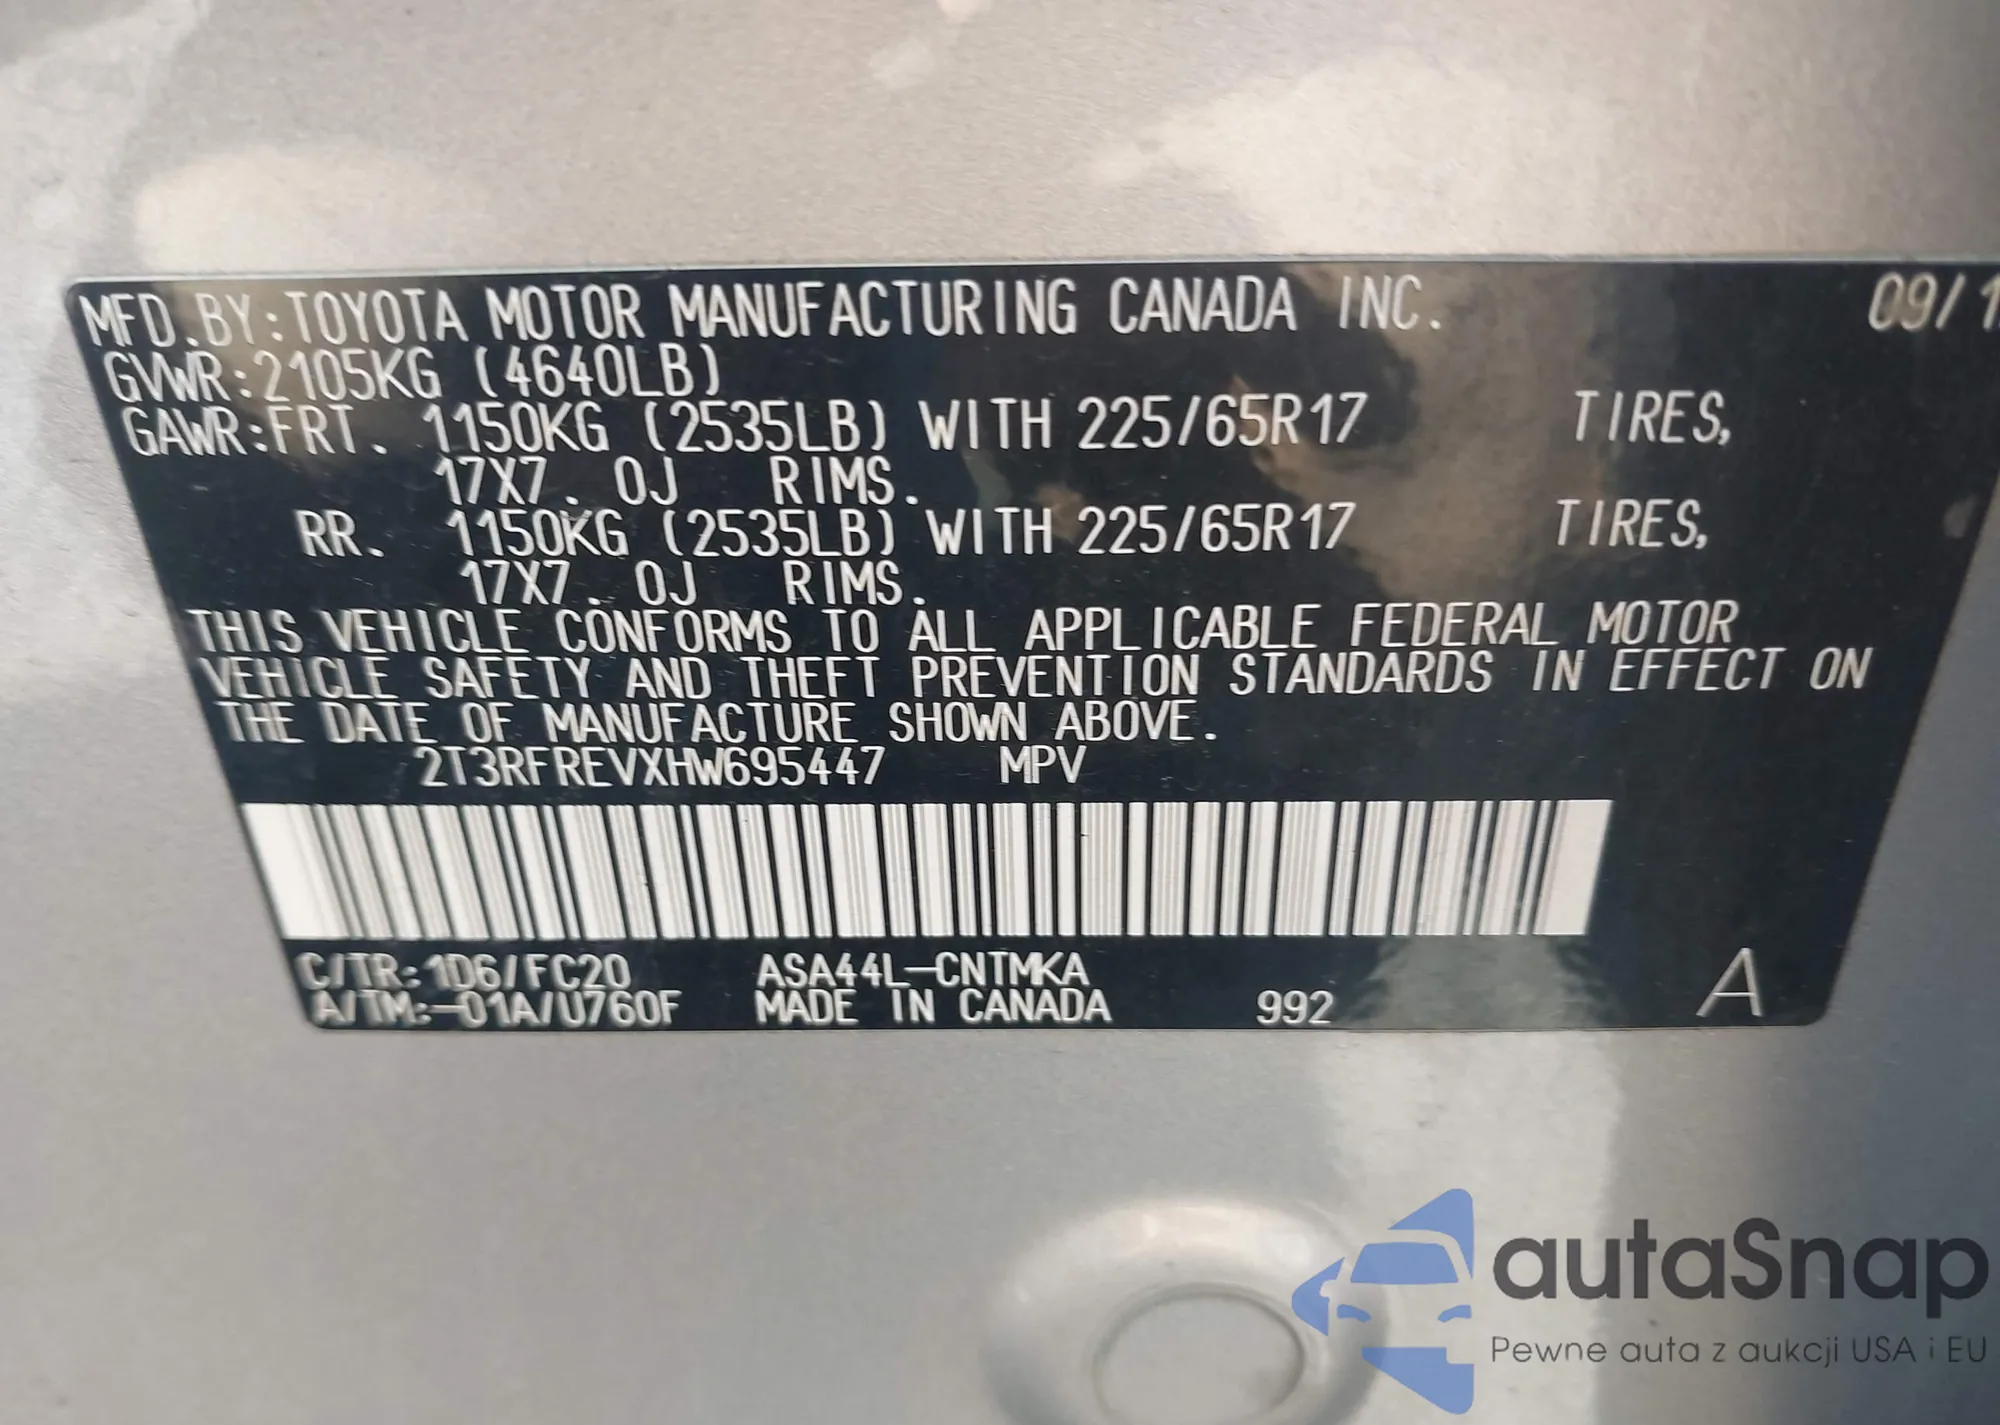 MFD.BY:TOYOTA MOTOR MANUFACTURING CANADA INC. 09/1
GVWR:2105KG (4640LB)
GAWR:FRT. 1150KG (2535LB) WITH 225/65R17 TIRES,
17X7.0J RIMS.
RR. 1150KG (2535LB) WITH 225/65R17 TIRES,
17X7.0J RIMS.
THIS VEHICLE CONFORMS TO ALL APPLICABLE FEDERAL MOTOR
VEHICLE SAFETY AND THEFT PREVENTION STANDARDS IN EFFECT ON
THE DATE OF MANUFACTURE SHOWN ABOVE.
2T3RFREVXHW695447 MPV
C/TR:1D6/FC20 ASA44L-CNTMKA
A/TM:-01A/U760F MADE IN CANADA 992 A
autaSnap
Pewne auta z aukcji USA i EU